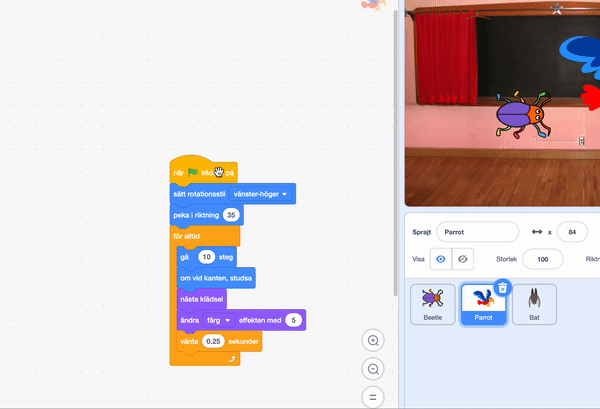 när klic på
sätt rotationsstil vänster-höger
peka i riktning 35
för alltid
gå 10 steg
om vid kanten, studsa
nästa klädsel
ändra färg effekten med 5
vänta 0.25 sekunder
Sprajt Parrot x 84
Visa Storlek 100 Riktn
Beetle Parrot Bat